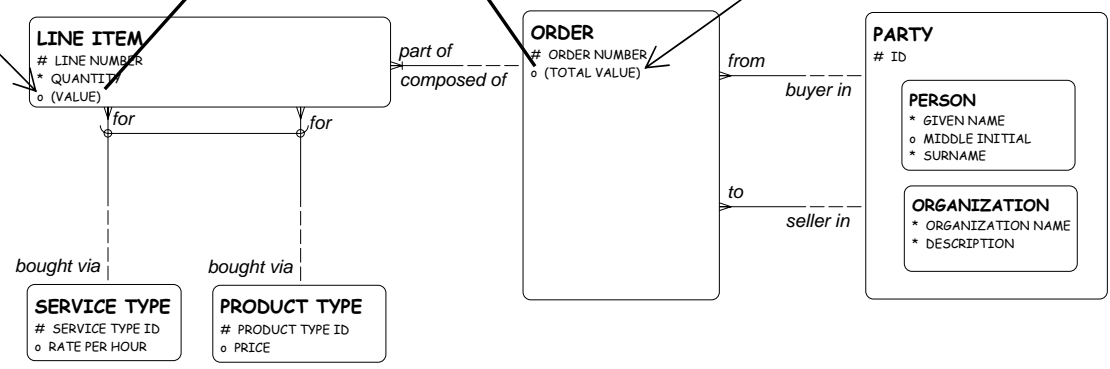 LINE ITEM
# LINE NUMBER
* QUANTITY
o (VALUE)
part of
composed of
ORDER
# ORDER NUMBER
o (TOTAL VALUE)
from
buyer in
to
seller in
PARTY
# ID
PERSON
* GIVEN NAME
o MIDDLE INITIAL
* SURNAME
ORGANIZATION
* ORGANIZATION NAME
* DESCRIPTION
for
for
bought via
bought via
SERVICE TYPE
# SERVICE TYPE ID
o RATE PER HOUR
PRODUCT TYPE
# PRODUCT TYPE ID
o PRICE